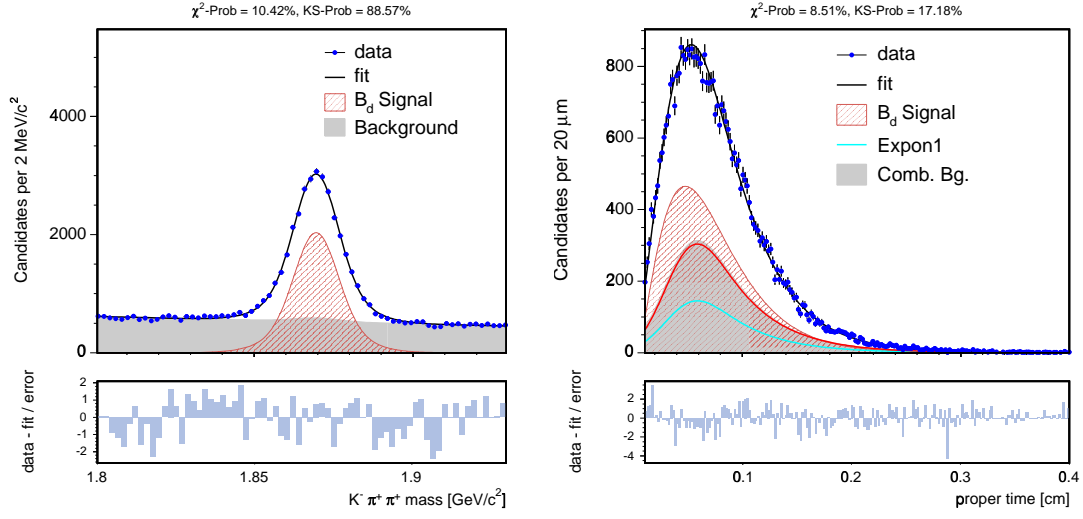 χ²-Prob = 10.42%, KS-Prob = 88.57%
Candidates per 2 MeV/c²
4000
2000
0
data
fit
B_d Signal
Background
data - fit / error
2
1
0
-1
-2
1.8
1.85
1.9
K⁻ π⁺ π⁺ mass [GeV/c²]
χ²-Prob = 8.51%, KS-Prob = 17.18%
Candidates per 20 μm
800
600
400
200
0
data
fit
B_d Signal
Expon1
Comb. Bg.
data - fit / error
2
0
-2
-4
0.1
0.2
0.3
0.4
proper time [cm]